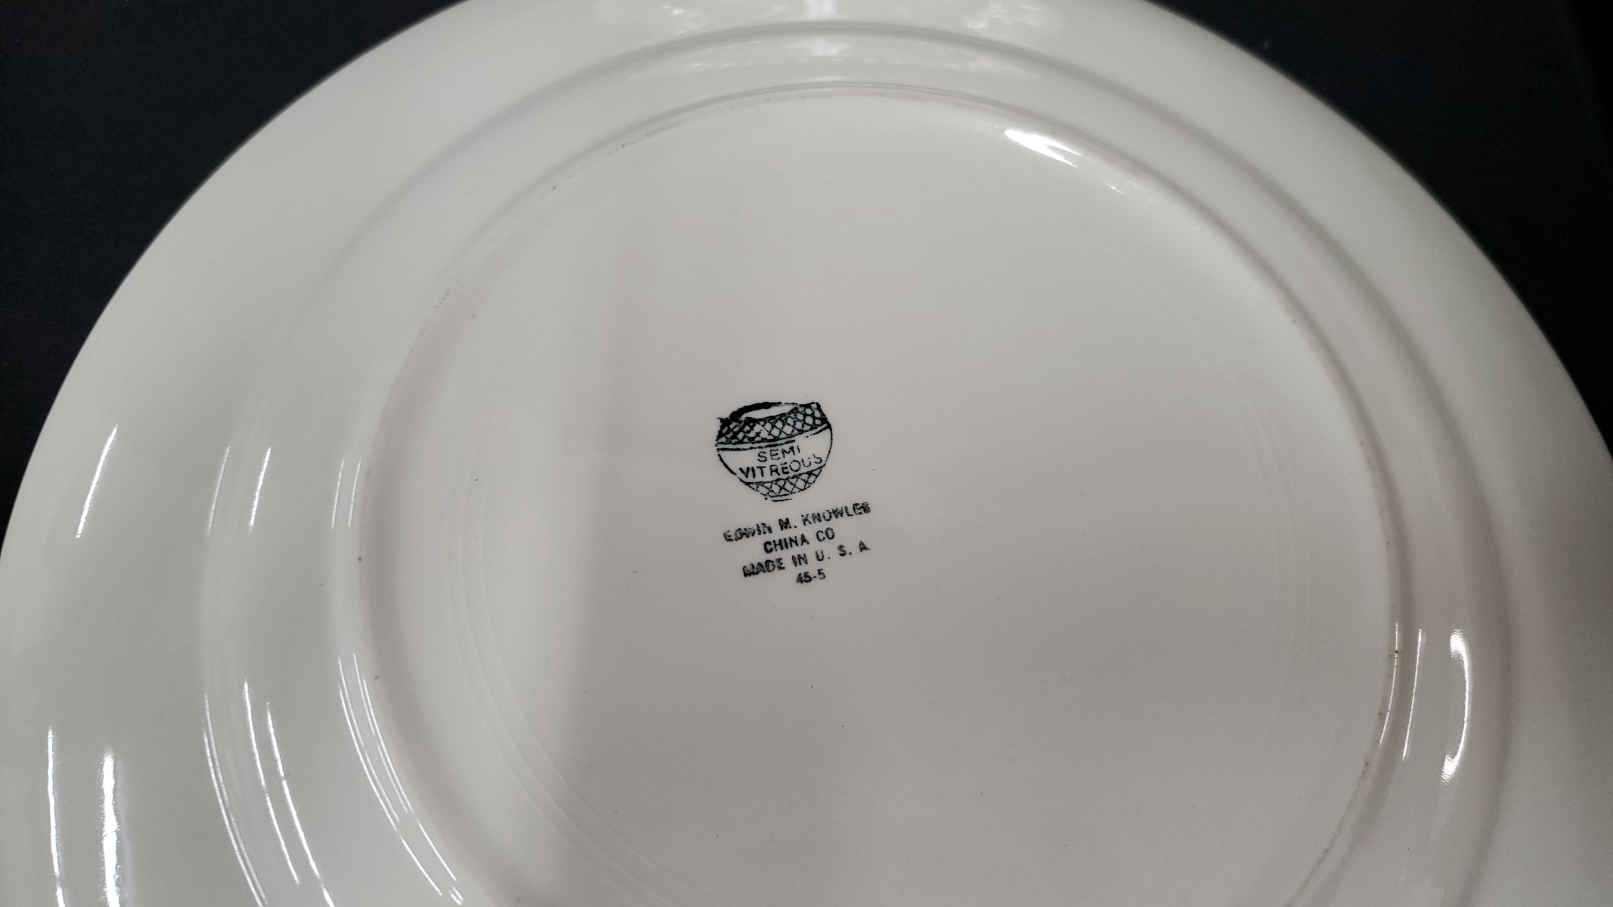 SEMI
VITREOUS
EDWIN M. KNOWLES
CHINA CO
MADE IN U. S. A
45-5